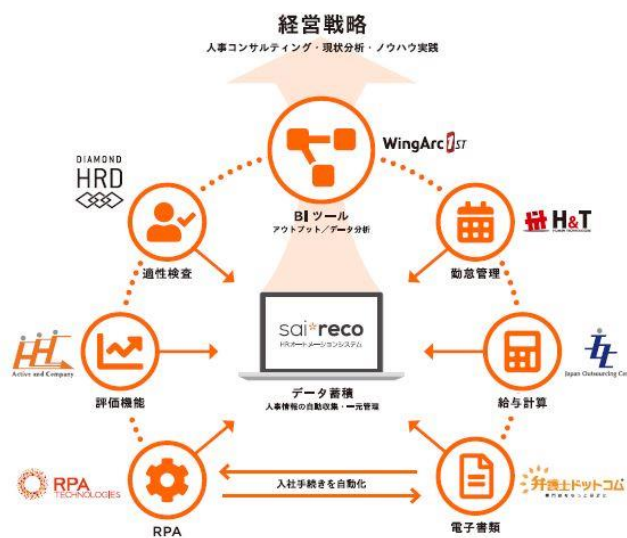 経営戦略
人事コンサルティング・現状分析・ノウハウ実践
WingArc1ST
DIAMOND
HRD
BIツール
アウトプット／データ分析
H&T
適性検査
勤怠管理
sai*reco
HRオートメーションシステム
Active and Company
評価機能
データ蓄積
人事情報の自動収集・一元管理
給与計算
Japan Outsourcing Ce
RPA
TECHNOLOGIES
入社手続きを自動化
弁護士ドットコム
RPA
電子書類